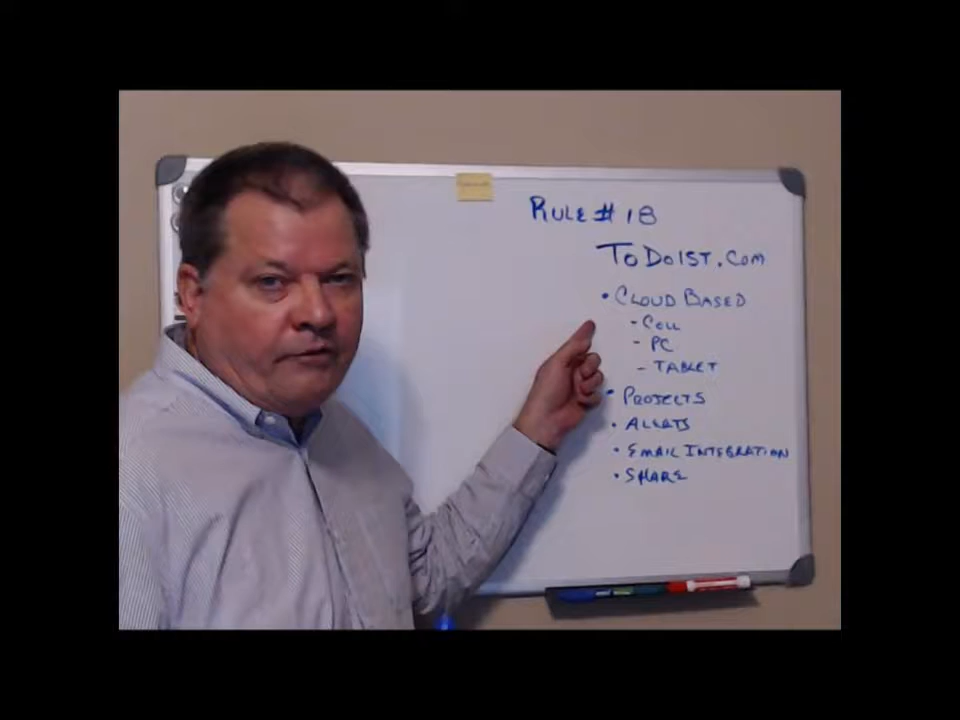 RULE # 18
TODOIST.COM
• CLOUD BASED
- CELL
- PC
- TABLET
• PROJECTS
• ALERTS
• EMAIL INTEGRATION
• SHARE